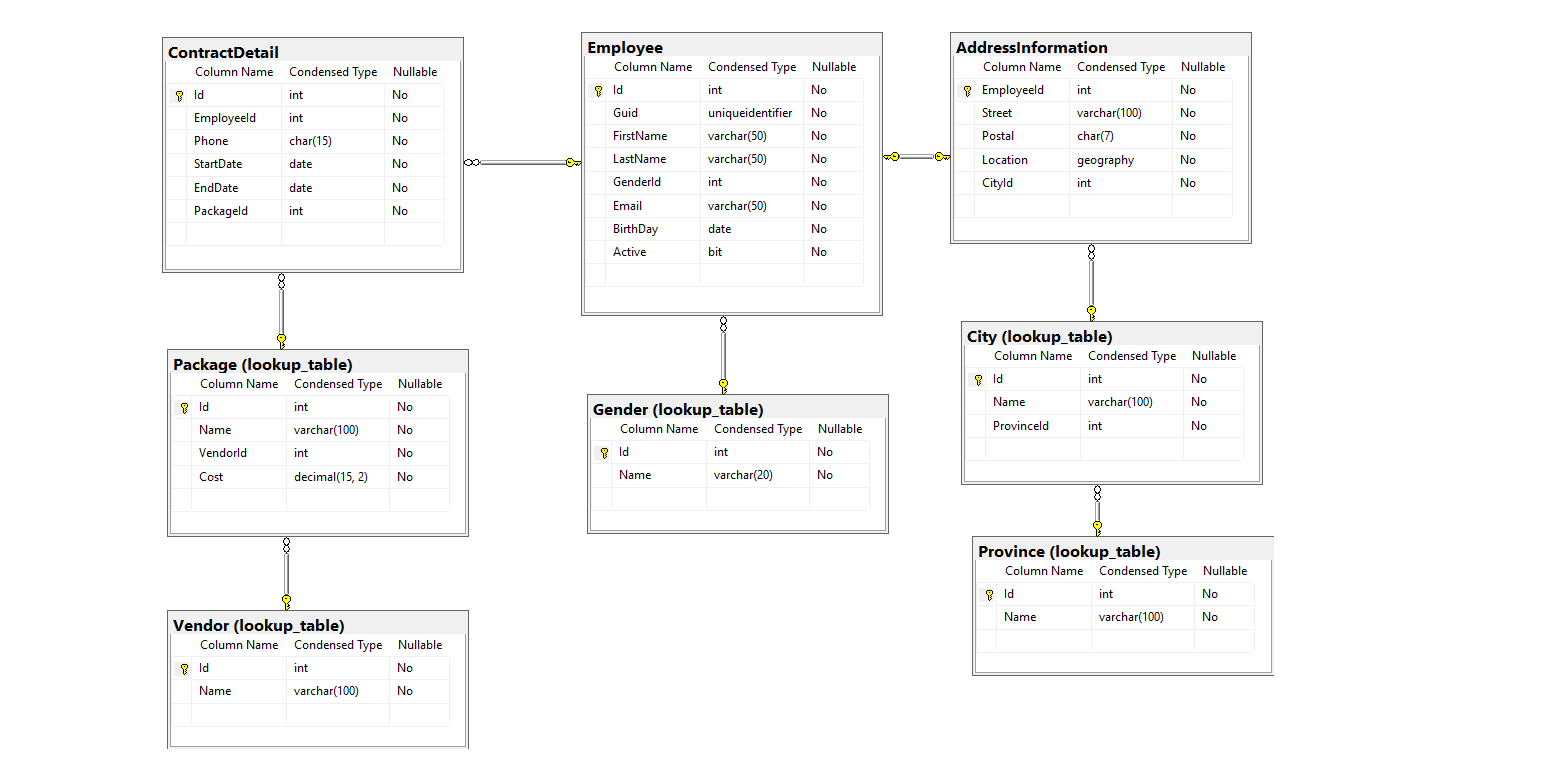 ContractDetail
Column Name Condensed Type Nullable
Id int No
EmployeeId int No
Phone char(15) No
StartDate date No
EndDate date No
PackageId int No
Employee
Column Name Condensed Type Nullable
Id int No
Guid uniqueidentifier No
FirstName varchar(50) No
LastName varchar(50) No
GenderId int No
Email varchar(50) No
BirthDay date No
Active bit No
AddressInformation
Column Name Condensed Type Nullable
EmployeeId int No
Street varchar(100) No
Postal char(7) No
Location geography No
CityId int No
Package (lookup_table)
Column Name Condensed Type Nullable
Id int No
Name varchar(100) No
VendorId int No
Cost decimal(15, 2) No
Gender (lookup_table)
Column Name Condensed Type Nullable
Id int No
Name varchar(20) No
City (lookup_table)
Column Name Condensed Type Nullable
Id int No
Name varchar(100) No
ProvinceId int No
Vendor (lookup_table)
Column Name Condensed Type Nullable
Id int No
Name varchar(100) No
Province (lookup_table)
Column Name Condensed Type Nullable
Id int No
Name varchar(100) No